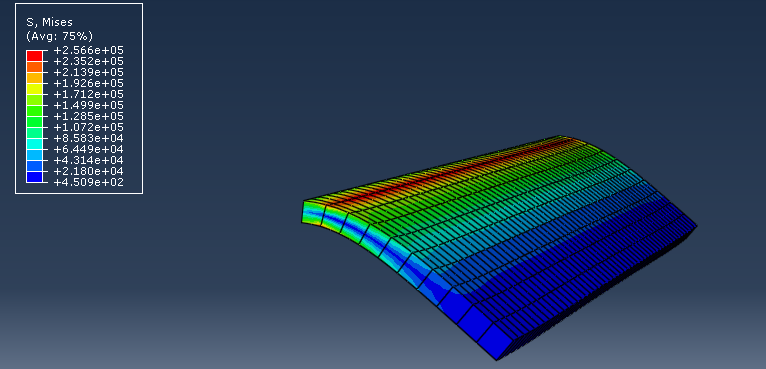 S, Mises
(Avg: 75%)
+2.566e+05
+2.352e+05
+2.139e+05
+1.926e+05
+1.712e+05
+1.499e+05
+1.285e+05
+1.072e+05
+8.583e+04
+6.449e+04
+4.314e+04
+2.180e+04
+4.509e+02